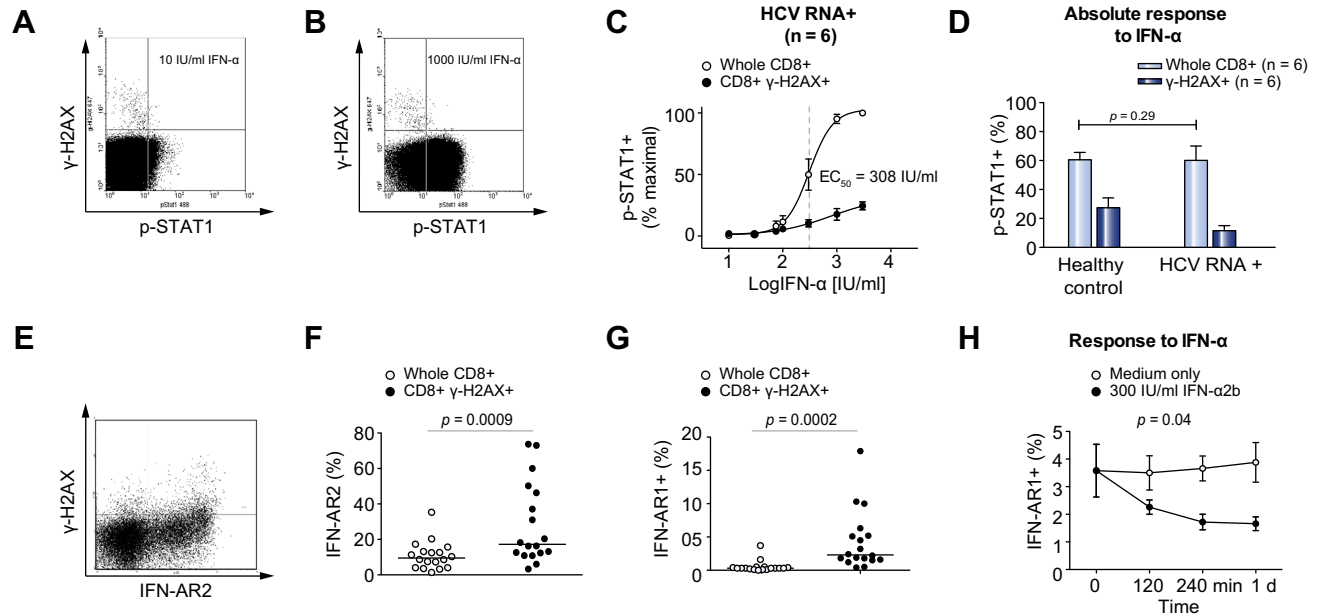 A
γ-H2AX
10 IU/ml IFN-α
pStat1 488
p-STAT1
B
γ-H2AX
1000 IU/ml IFN-α
pStat1 488
p-STAT1
C
HCV RNA+
(n = 6)
Whole CD8+
CD8+ γ-H2AX+
p-STAT1+
(% maximal)
100
50
0
EC50 = 308 IU/ml
1 2 3 4
LogIFN-α [IU/ml]
D
Absolute response
to IFN-α
Whole CD8+ (n = 6)
γ-H2AX+ (n = 6)
p-STAT1+ (%)
100
80
60
40
20
0
p = 0.29
Healthy
control
HCV RNA +
E
γ-H2AX
IFN-AR2
F
Whole CD8+
CD8+ γ-H2AX+
p = 0.0009
IFN-AR2 (%)
80
60
40
20
0
G
Whole CD8+
CD8+ γ-H2AX+
p = 0.0002
IFN-AR1+ (%)
20
15
10
05
0
H
Response to IFN-α
Medium only
300 IU/ml IFN-α2b
p = 0.04
IFN-AR1+ (%)
5
4
3
2
1
0
0 120 240 min 1 d
Time